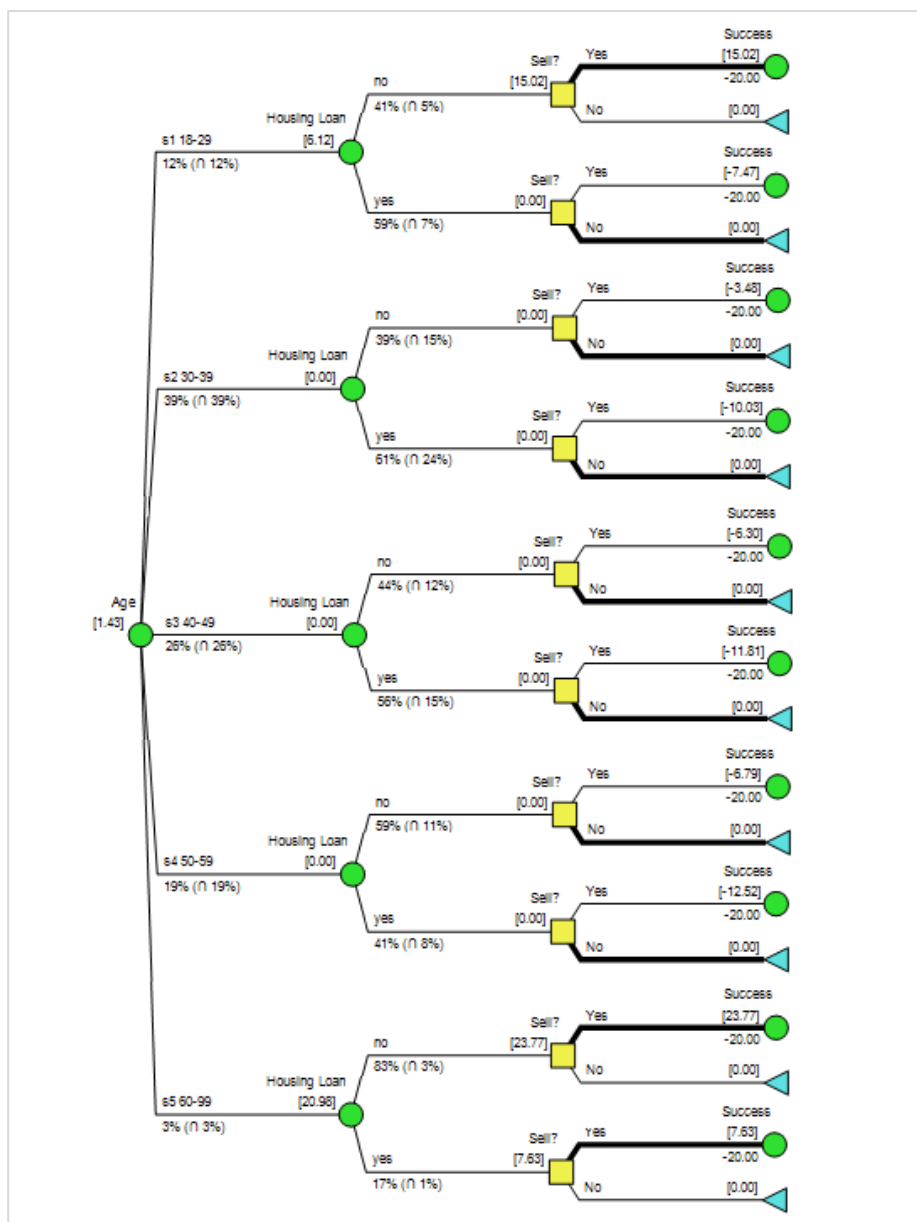 Success
Yes
[15.02]
Sell?
-20.00
no
[15.02]
41% (∩ 5%)
No
[0.00]
Housing Loan
s1 18-29
[6.12]
12% (∩ 12%)
Success
Yes
[-7.47]
Sell?
-20.00
yes
[0.00]
59% (∩ 7%)
No
[0.00]
Success
Yes
[-3.48]
Sell?
-20.00
no
[0.00]
39% (∩ 15%)
No
[0.00]
Housing Loan
s2 30-39
[0.00]
39% (∩ 39%)
Success
Yes
[-10.03]
Sell?
-20.00
yes
[0.00]
61% (∩ 24%)
No
[0.00]
Success
Yes
[-6.30]
Sell?
-20.00
no
[0.00]
44% (∩ 12%)
No
[0.00]
Age
[1.43]
Housing Loan
s3 40-49
[0.00]
26% (∩ 26%)
Success
Yes
[-11.81]
Sell?
-20.00
yes
[0.00]
56% (∩ 15%)
No
[0.00]
Success
Yes
[-6.79]
Sell?
-20.00
no
[0.00]
59% (∩ 11%)
No
[0.00]
Housing Loan
s4 50-59
[0.00]
19% (∩ 19%)
Success
Yes
[-12.52]
Sell?
-20.00
yes
[0.00]
41% (∩ 8%)
No
[0.00]
Success
Yes
[23.77]
Sell?
-20.00
no
[23.77]
83% (∩ 3%)
No
[0.00]
Housing Loan
s5 60-99
[20.98]
3% (∩ 3%)
Success
Yes
[7.63]
Sell?
-20.00
yes
[7.63]
17% (∩ 1%)
No
[0.00]